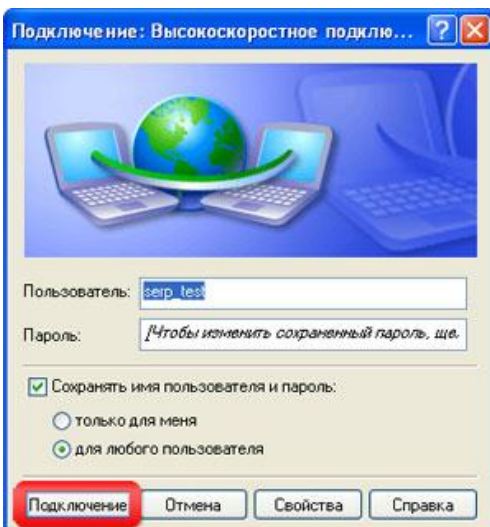 Подключение: Высокоскоростное подклю...
Пользователь: serp_test
Пароль: [Чтобы изменить сохраненный пароль, ще.
Сохранять имя пользователя и пароль:
только для меня
для любого пользователя
Подключение Отмена Свойства Справка